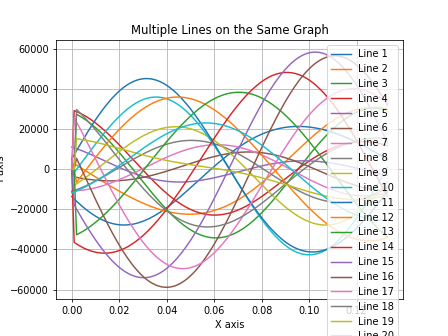 Multiple Lines on the Same Graph
60000
40000
20000
0
−20000
−40000
−60000
0.00
0.02
0.04
0.06
0.08
0.10
X axis
axis
Line 1
Line 2
Line 3
Line 4
Line 5
Line 6
Line 7
Line 8
Line 9
Line 10
Line 11
Line 12
Line 13
Line 14
Line 15
Line 16
Line 17
Line 18
Line 19
Line 20